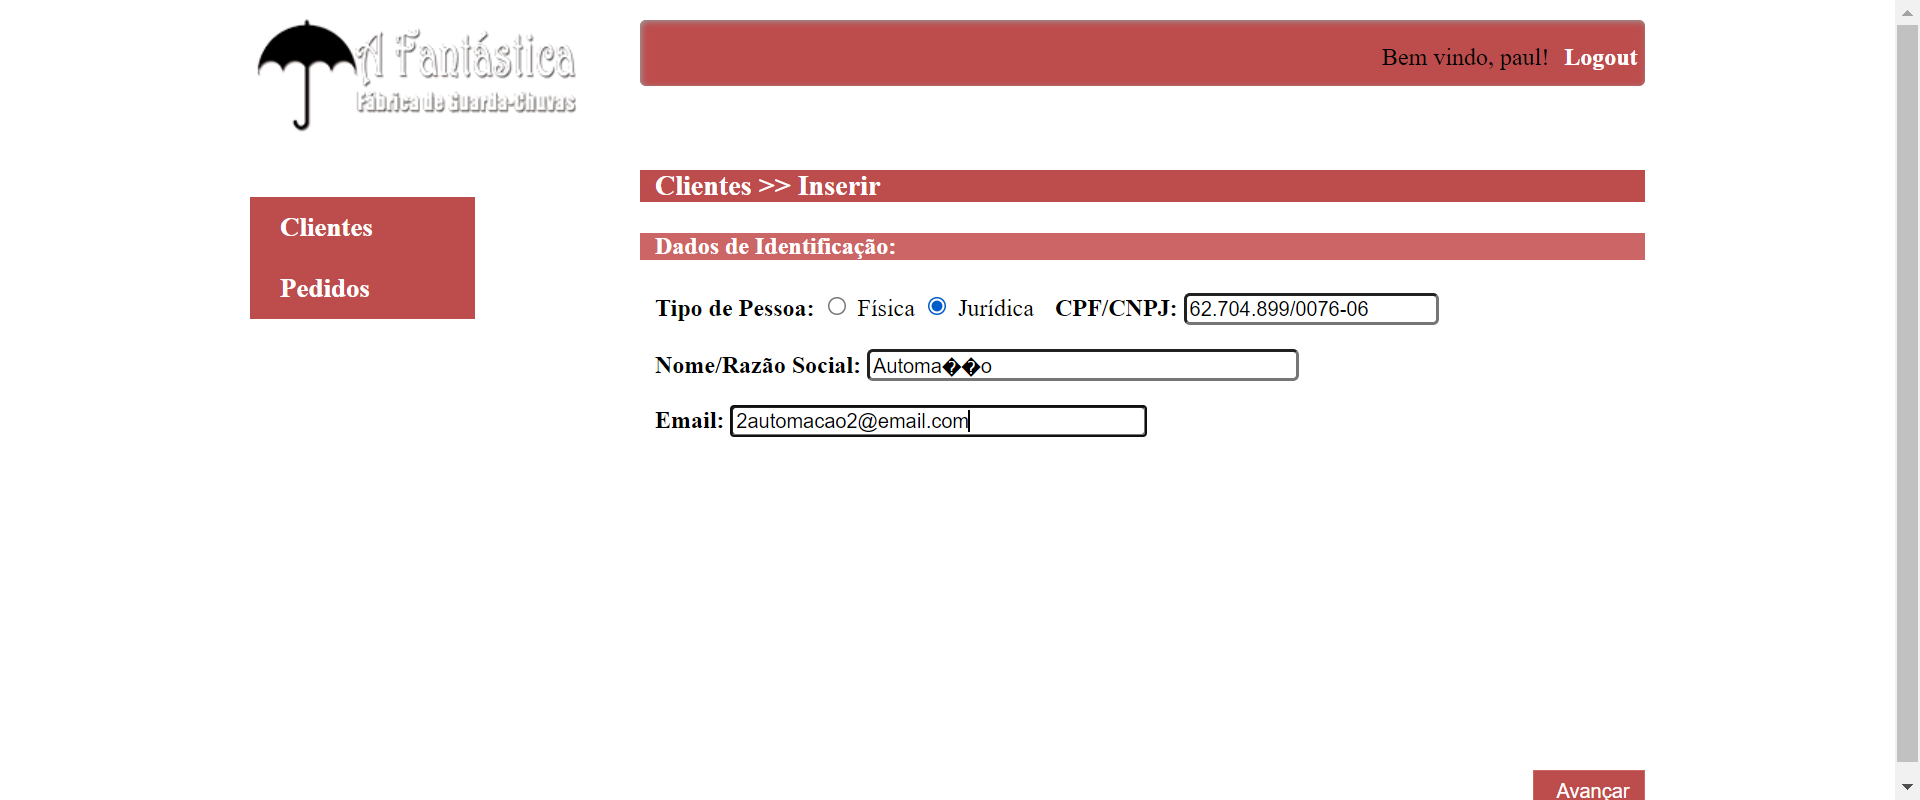 A Fantástica
Fábrica de Guarda-Chuvas
Bem vindo, paul! Logout
Clientes >> Inserir
Clientes
Pedidos
Dados de Identificação:
Tipo de Pessoa: Física Jurídica CPF/CNPJ: 62.704.899/0076-06
Nome/Razão Social: Automa��o
Email: 2automacao2@email.com
Avançar